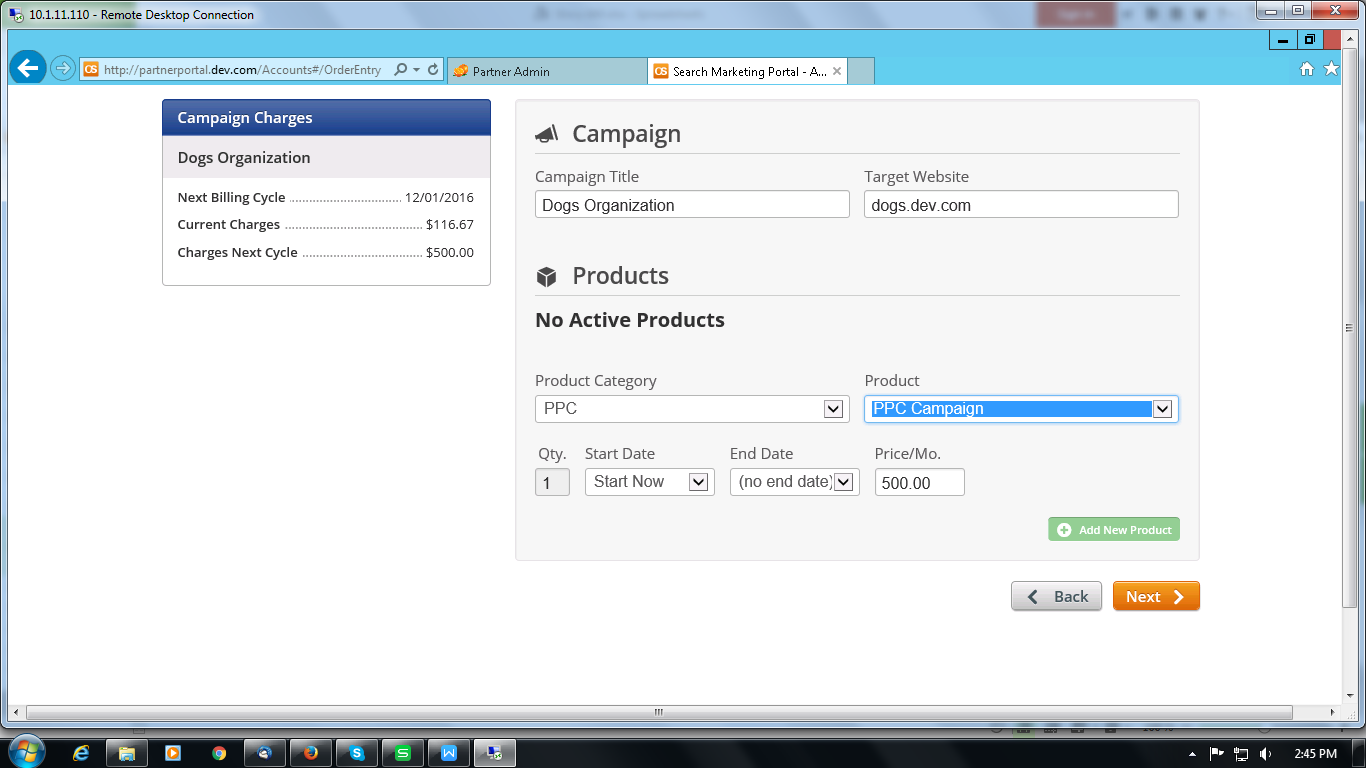 10.1.11.110 - Remote Desktop Connection
http://partnerportal.dev.com/Accounts#/OrderEntry
Partner Admin
Search Marketing Portal - A...
Campaign Charges
Dogs Organization
Next Billing Cycle 12/01/2016
Current Charges $116.67
Charges Next Cycle $500.00
Campaign
Campaign Title Target Website
Dogs Organization dogs.dev.com
Products
No Active Products
Product Category Product
PPC PPC Campaign
Qty. Start Date End Date Price/Mo.
1 Start Now (no end date) 500.00
Add New Product
Back Next
2:45 PM